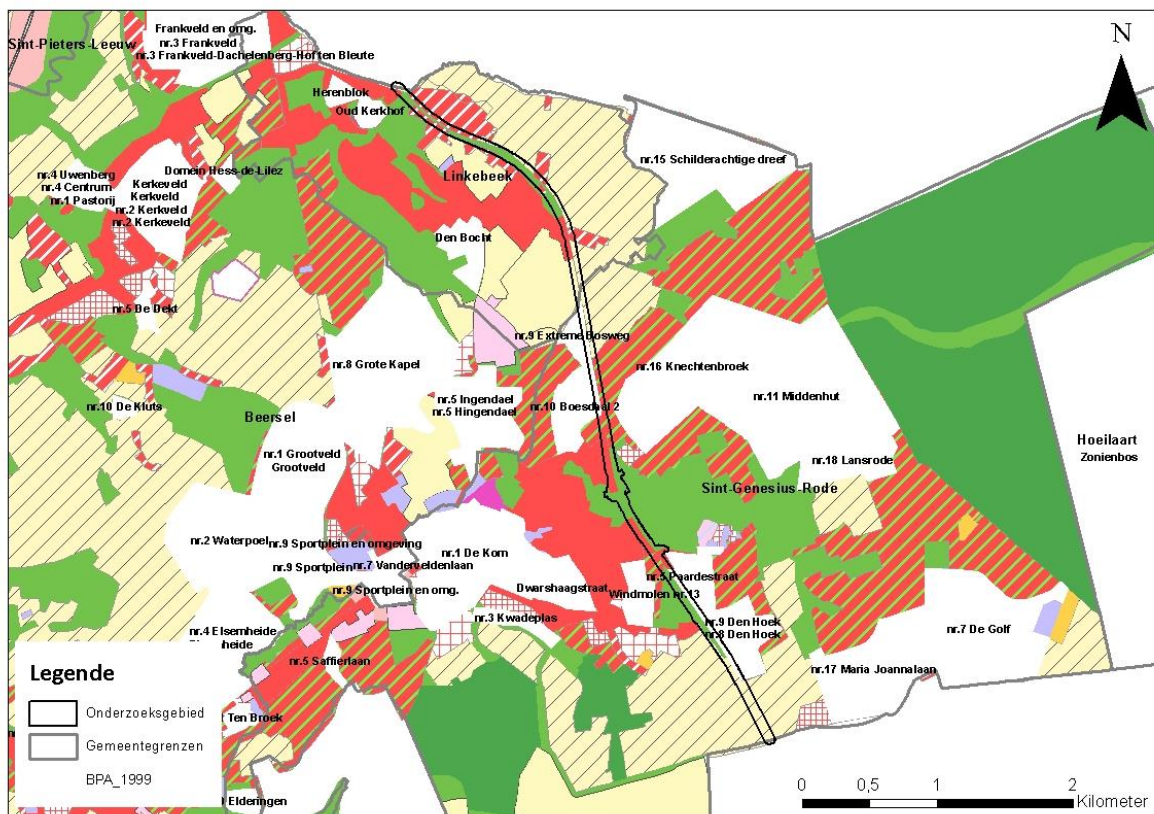 Frankveld en omg.
nr.3 Frankveld
nr.3 Frankveld-Dachelenberg-Hof ten Bleute
Sint-Pieters-Leeuw
N
Herenblok
Oud Kerkhof
nr.15 Schilderachtige dreef
nr.4 Uwenberg
nr.4 Centrum
nr.1 Pastorij
Domein Hess-de-Lilez
Kerkeveld
Kerkveld
nr.2 Kerkveld
nr.2 Kerkeveld
Linkebeek
Den Bocht
nr.5 De Dekt
nr.9 Extreme Bosweg
nr.8 Grote Kapel
nr.16 Knechtenbroek
nr.5 Ingendael
nr.5 Hingendael
nr.10 Boesdaal 2
nr.11 Middenhut
nr.10 De Kluts
Beersel
Hoeilaart
Zonienbos
nr.1 Grootveld
Grootveld
nr.18 Lansrode
Sint-Genesius-Rode
nr.2 Waterpoel
nr.9 Sportplein en omgeving
nr.1 De Korn
nr.9 Sportplein
nr.7 Vanderveldenlaan
nr.5 Paardestraat
nr.9 Sportplein en omg.
Dwarshaagstraat
Windmolen nr.13
nr.3 Kwadeplas
nr.9 Den Hoek
nr.8 Den Hoek
nr.7 De Golf
nr.4 Elsemheide
nr.5 Saffierlaan
nr.17 Maria Joannalaan
Legende
Onderzoeksgebied
Gemeentegrenzen
BPA_1999
Ten Broek
Elderingen
0 0,5 1 2
Kilometer